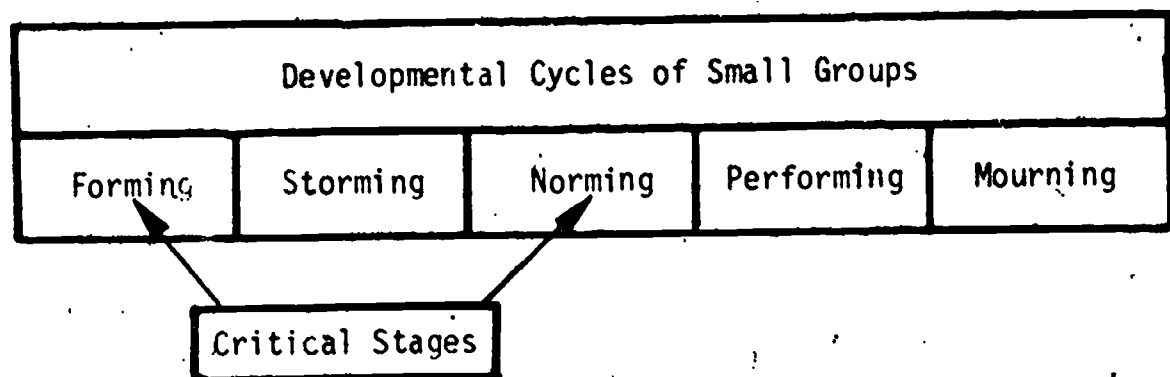 Developmental Cycles of Small Groups
Forming Storming Norming Performing Mourning
Critical Stages